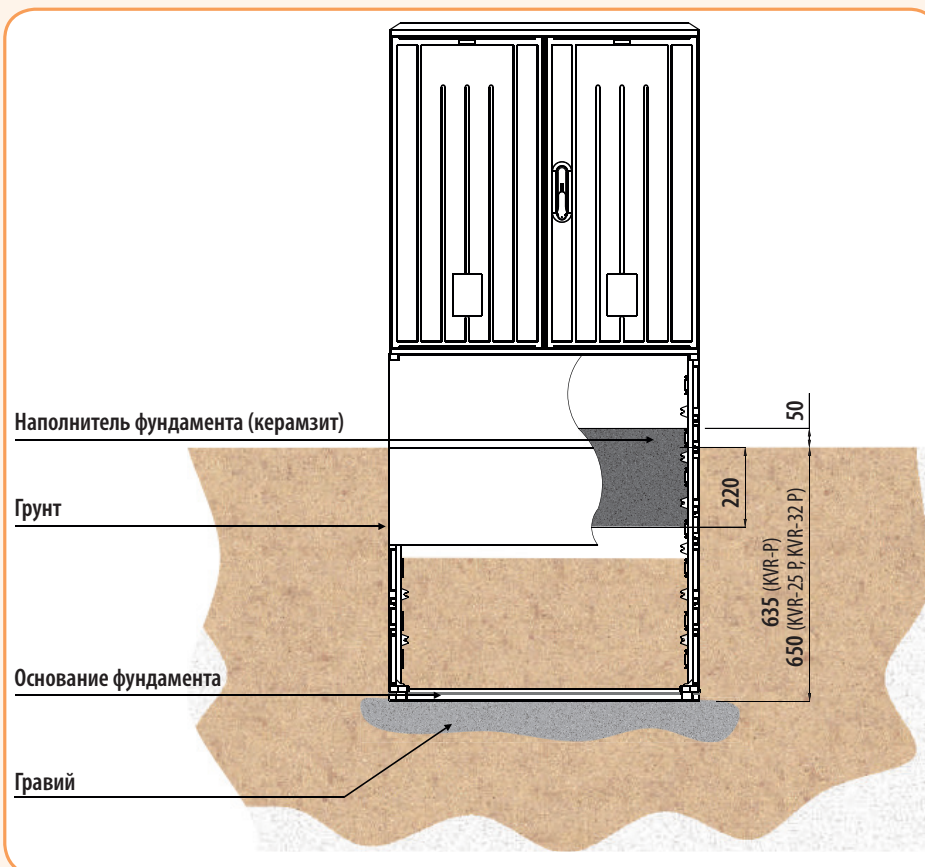 Наполнитель фундамента (керамзит)
Грунт
Основание фундамента
Гравий
50
220
635 (KVR-P)
650 (KVR-25 P, KVR-32 P)